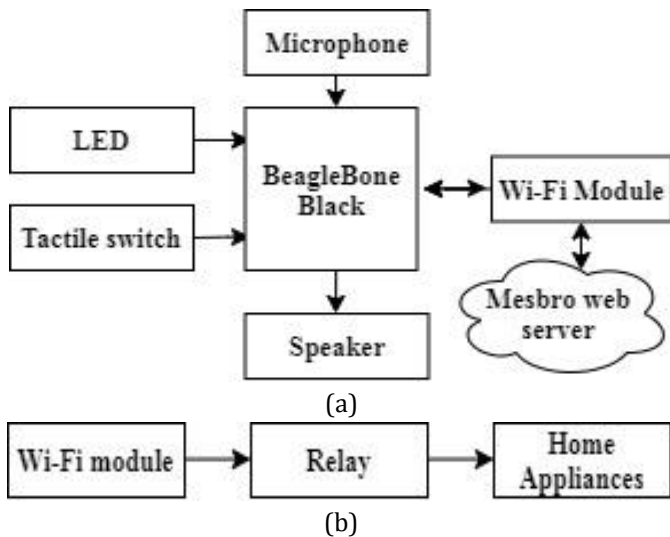 Microphone
LED
BeagleBone
Black
Wi-Fi Module
Tactile switch
Mesbro web
server
Speaker
(a)
Wi-Fi module
Relay
Home
Appliances
(b)